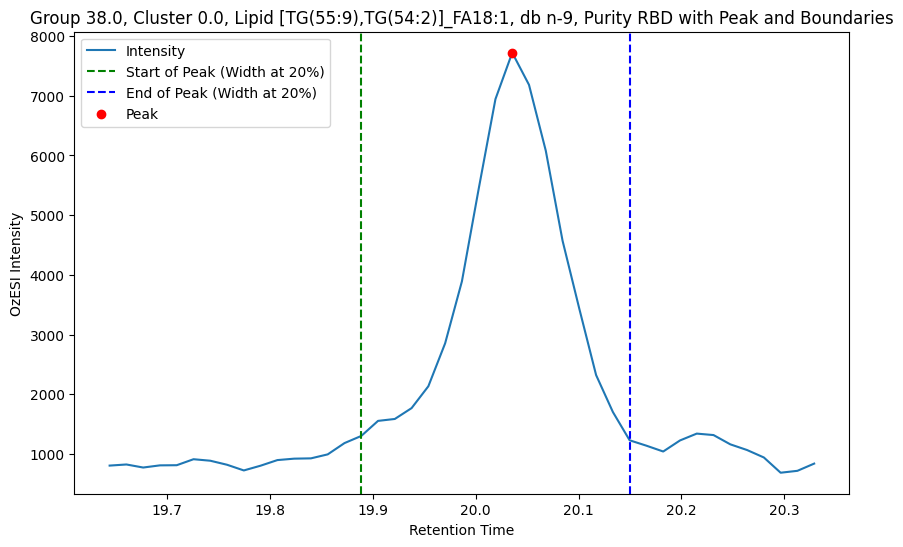 Group 38.0, Cluster 0.0, Lipid [TG(55:9),TG(54:2)]_FA18:1, db n-9, Purity RBD with Peak and Boundaries
8000
7000
6000
5000
4000
3000
2000
1000
OzESI Intensity
Intensity
Start of Peak (Width at 20%)
End of Peak (Width at 20%)
Peak
19.7 19.8 19.9 20.0 20.1 20.2 20.3
Retention Time